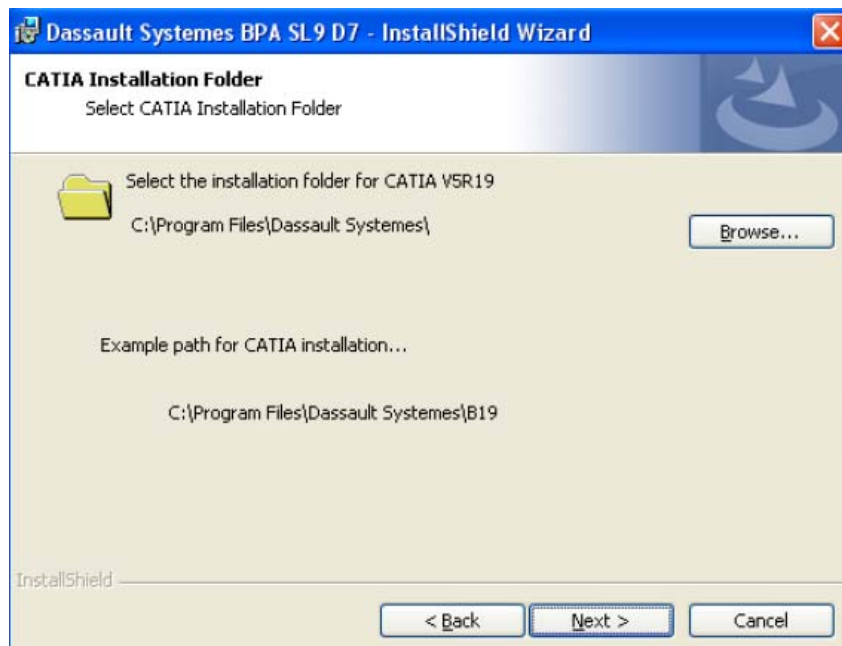 Dassault Systemes BPA SL9 D7 - InstallShield Wizard
CATIA Installation Folder
Select CATIA Installation Folder
Select the installation folder for CATIA V5R19
C:\Program Files\Dassault Systemes\
Browse...
Example path for CATIA installation...
C:\Program Files\Dassault Systemes\B19
InstallShield
< Back
Next >
Cancel